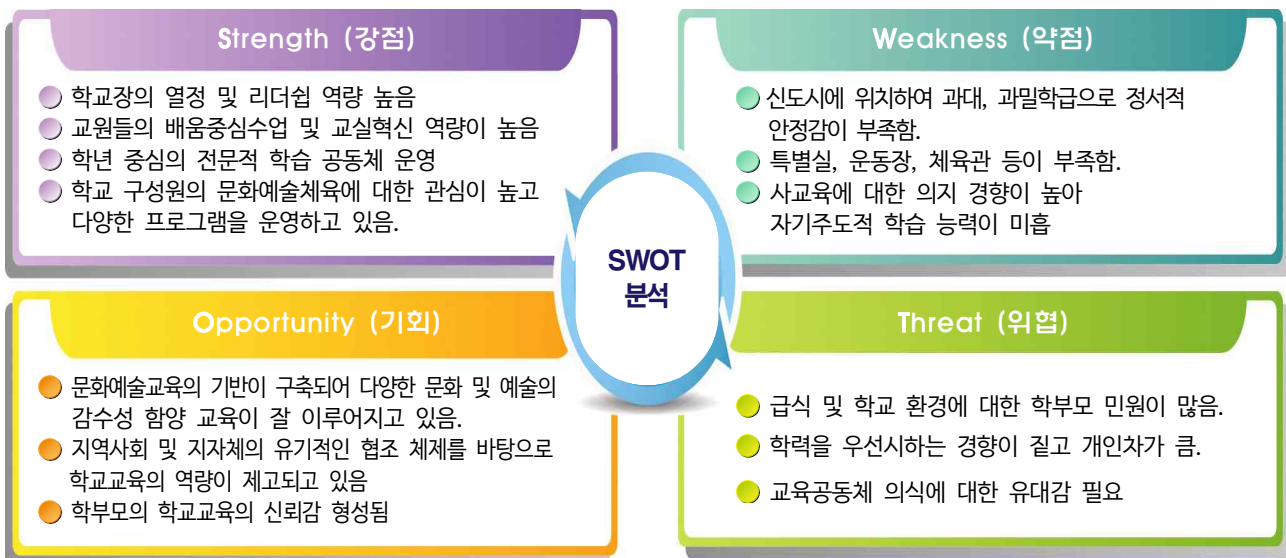 Strength (강점)
학교장의 열정 및 리더쉽 역량 높음
교원들의 배움중심수업 및 교실혁신 역량이 높음
학년 중심의 전문적 학습 공동체 운영
학교 구성원의 문화예술체육에 대한 관심이 높고
다양한 프로그램을 운영하고 있음.
Weakness (약점)
신도시에 위치하여 과대, 과밀학급으로 정서적
안정감이 부족함.
특별실, 운동장, 체육관 등이 부족함.
사교육에 대한 의지 경향이 높아
자기주도적 학습 능력이 미흡
SWOT
분석
Opportunity (기회)
문화예술교육의 기반이 구축되어 다양한 문화 및 예술의
감수성 함양 교육이 잘 이루어지고 있음.
지역사회 및 지자체의 유기적인 협조 체제를 바탕으로
학교교육의 역량이 제고되고 있음
학부모의 학교교육의 신뢰감 형성됨
Threat (위협)
급식 및 학교 환경에 대한 학부모 민원이 많음.
학력을 우선시하는 경향이 짙고 개인차가 큼.
교육공동체 의식에 대한 유대감 필요